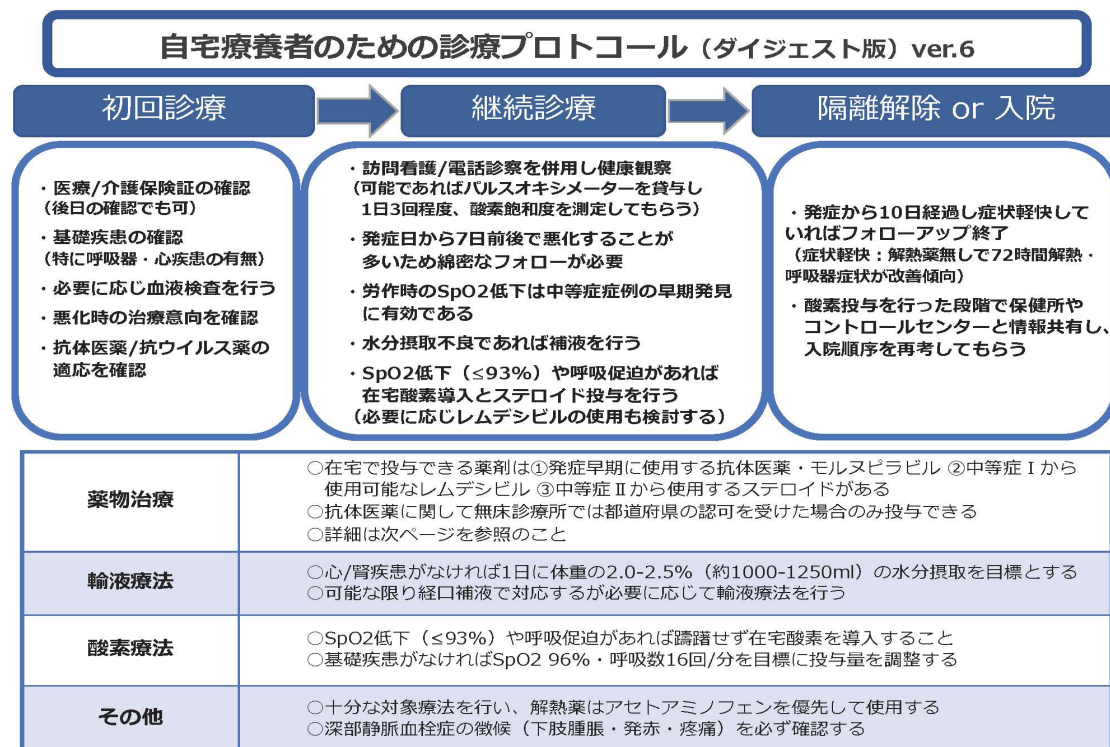 自宅療養者のための診療プロトコール（ダイジェスト版）ver.6
初回診療
継続診療
隔離解除 or 入院
・医療/介護保険証の確認
（後日の確認でも可）
・基礎疾患の確認
（特に呼吸器・心疾患の有無）
・必要に応じ血液検査を行う
・悪化時の治療意向を確認
・抗体医薬/抗ウイルス薬の
適応を確認
・訪問看護/電話診察を併用し健康観察
（可能であればパルスオキシメーターを貸与し
1日3回程度、酸素飽和度を測定してもらう）
・発症日から7日前後で悪化することが
多いため綿密なフォローが必要
・労作時のSpO2低下は中等症症例の早期発見
に有効である
・水分摂取不良であれば補液を行う
・SpO2低下（≤93%）や呼吸促迫があれば
在宅酸素導入とステロイド投与を行う
（必要に応じレムデシビルの使用も検討する）
・発症から10日経過し症状軽快して
いればフォローアップ終了
（症状軽快：解熱薬無しで72時間解熱・
呼吸器症状が改善傾向）
・酸素投与を行った段階で保健所や
コントロールセンターと情報共有し、
入院順序を再考してもらう
薬物治療
○在宅で投与できる薬剤は①発症早期に使用する抗体医薬・モルヌピラビル ②中等症Ⅰから
使用可能なレムデシビル ③中等症Ⅱから使用するステロイドがある
○抗体医薬に関して無床診療所では都道府県の認可を受けた場合のみ投与できる
○詳細は次ページを参照のこと
輸液療法
○心/腎疾患がなければ1日に体重の2.0-2.5%（約1000-1250ml）の水分摂取を目標とする
○可能な限り経口補液で対応するが必要に応じて輸液療法を行う
酸素療法
○SpO2低下（≤93%）や呼吸促迫があれば躊躇せず在宅酸素を導入すること
○基礎疾患がなければSpO2 96%・呼吸数16回/分を目標に投与量を調整する
その他
○十分な対象療法を行い、解熱薬はアセトアミノフェンを優先して使用する
○深部静脈血栓症の徴候（下肢腫脹・発赤・疼痛）を必ず確認する